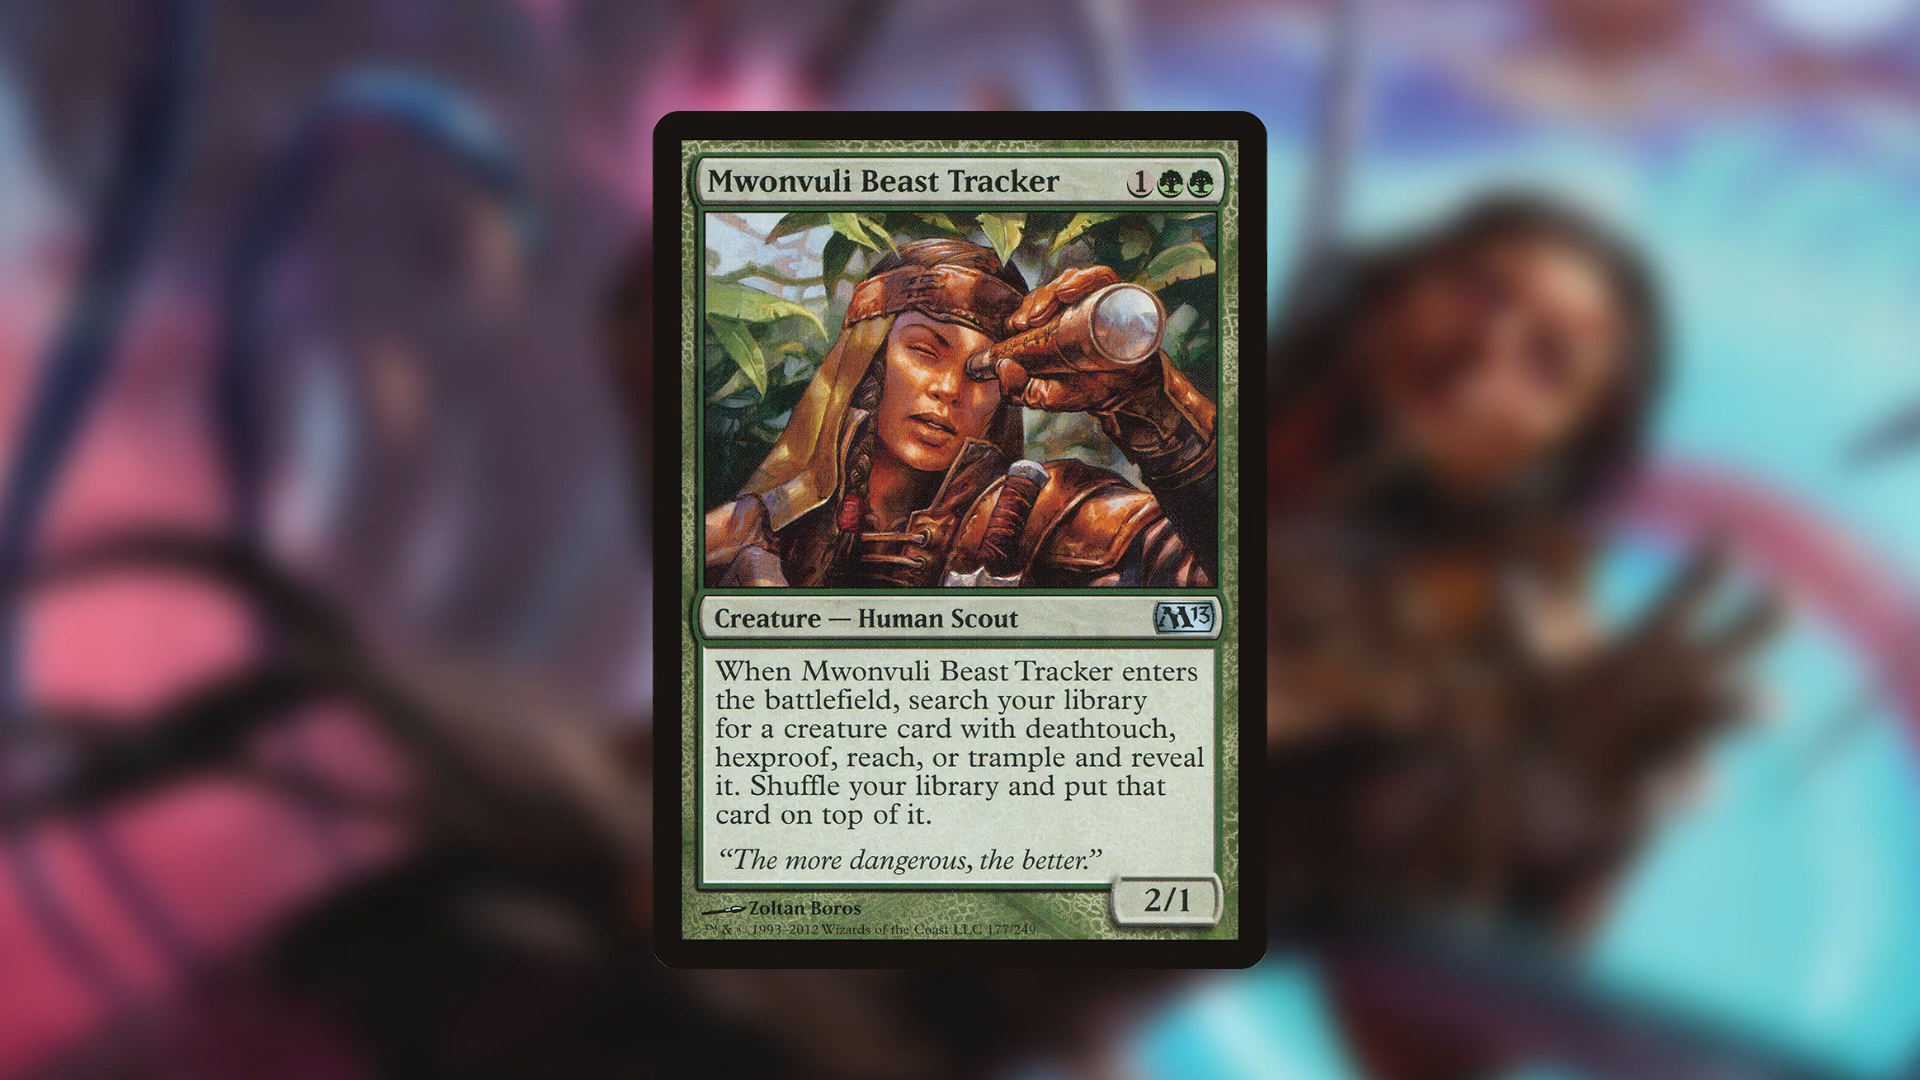 Mwonvuli Beast Tracker 1
Creature — Human Scout M13
When Mwonvuli Beast Tracker enters
the battlefield, search your library
for a creature card with deathtouch,
hexproof, reach, or trample and reveal
it. Shuffle your library and put that
card on top of it.
“The more dangerous, the better.”
2/1
Zoltan Boros
™ & © 1993–2012 Wizards of the Coast LLC 177/249